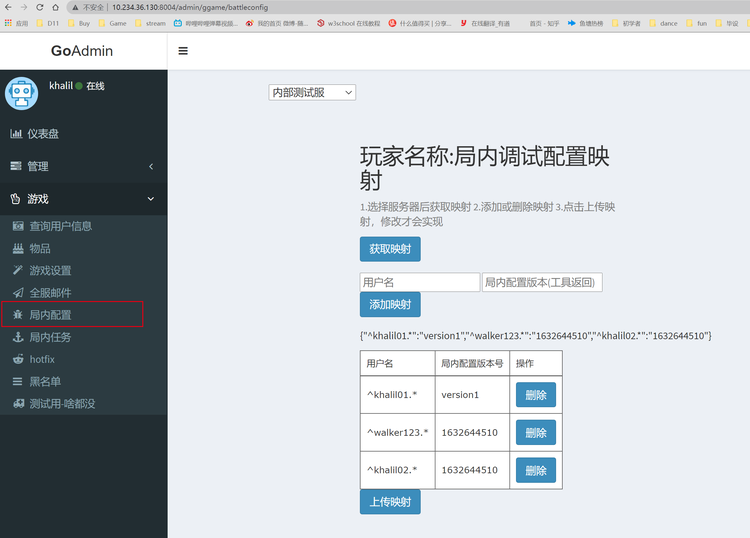 不安全 | 10.234.36.130:8004/admin/ggame/battleconfig
应用 D11 Buy Game stream 哔哩哔哩弹幕视频... 我的首页 微博-随... w3school 在线教程 什么值得买 | 分享... 在线翻译_有道 首页 - 知乎 鱼塘热榜 初学者 dance fun 毕设
GoAdmin
khalil 在线
仪表盘
管理
游戏
查询用户信息
物品
游戏设置
全服邮件
局内配置
局内任务
hotfix
黑名单
测试用-啥都没
内部测试服
玩家名称:局内调试配置映
射
1.选择服务器后获取映射 2.添加或删除映射 3.点击上传映
射，修改才会实现
获取映射
用户名 局内配置版本(工具返回)
添加映射
{"^khalil01.*":"version1","^walker123.*":"1632644510","^khalil02.*":"1632644510"}
用户名 局内配置版本号 操作
^khalil01.* version1 删除
^walker123.* 1632644510 删除
^khalil02.* 1632644510 删除
上传映射